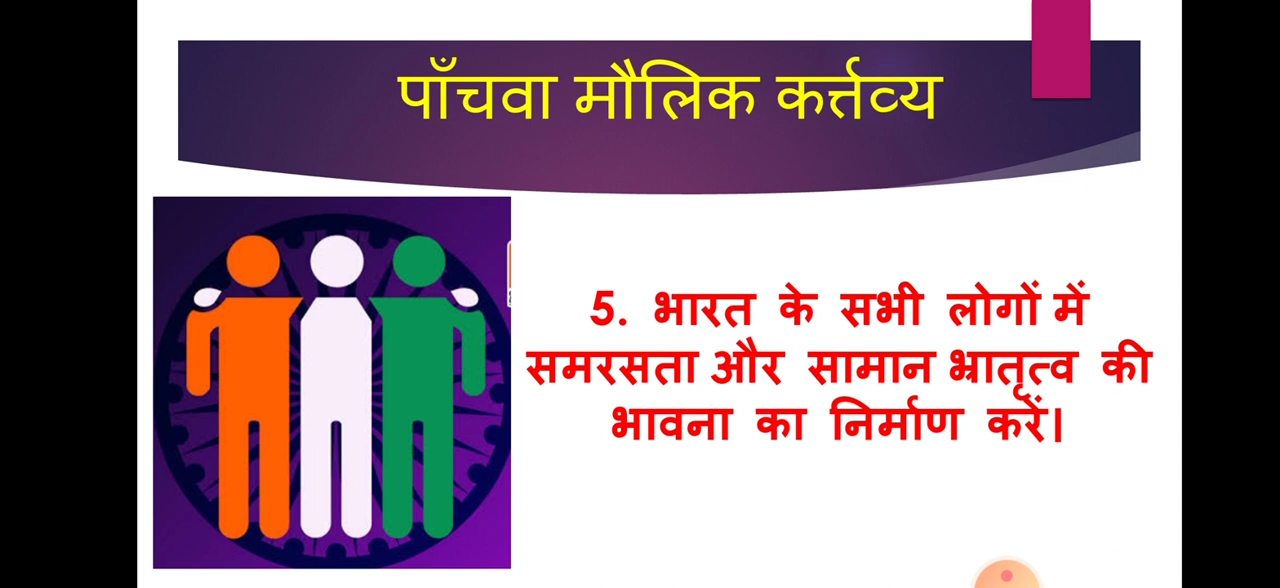 पाँचवा मौलिक कर्त्तव्य
5. भारत के सभी लोगों में
समरसता और सामान भ्रातृत्व की
भावना का निर्माण करें।